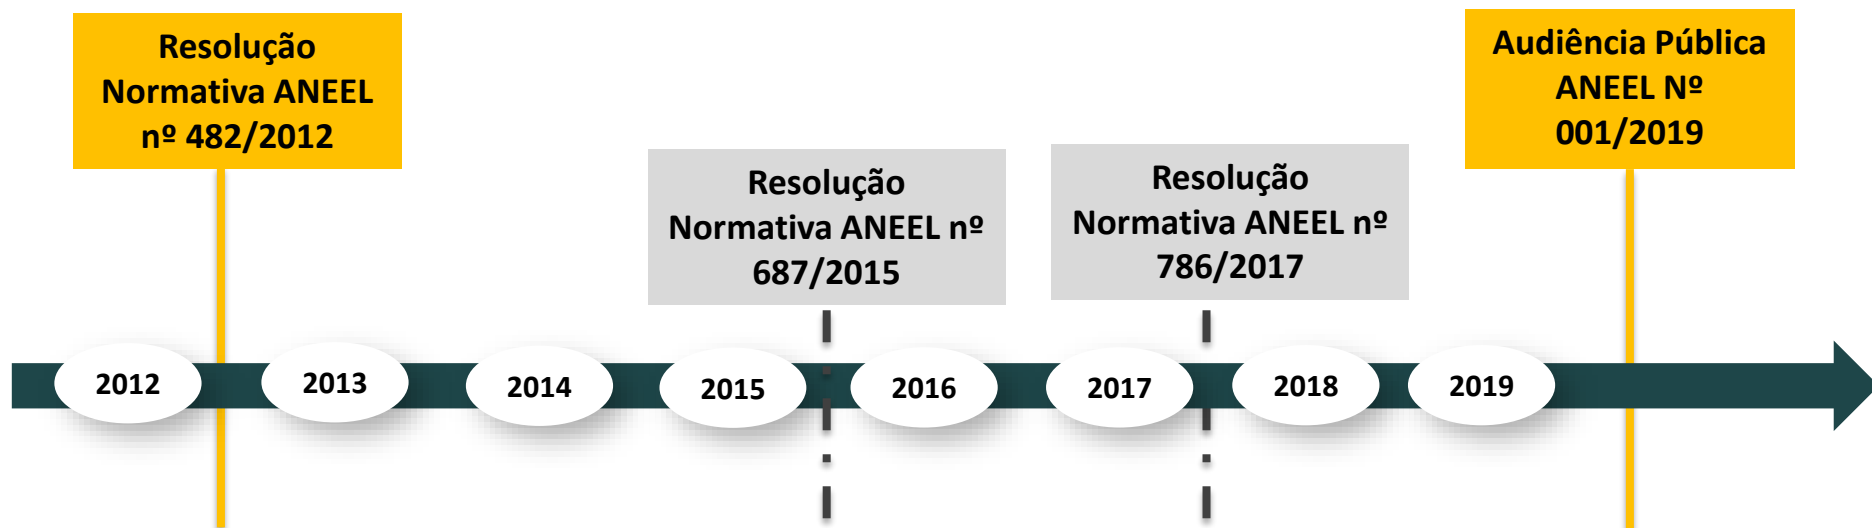 Resolução
Normativa ANEEL
nº 482/2012
Audiência Pública
ANEEL Nº
001/2019
Resolução
Normativa ANEEL nº
687/2015
Resolução
Normativa ANEEL nº
786/2017
2012
2013
2014
2015
2016
2017
2018
2019